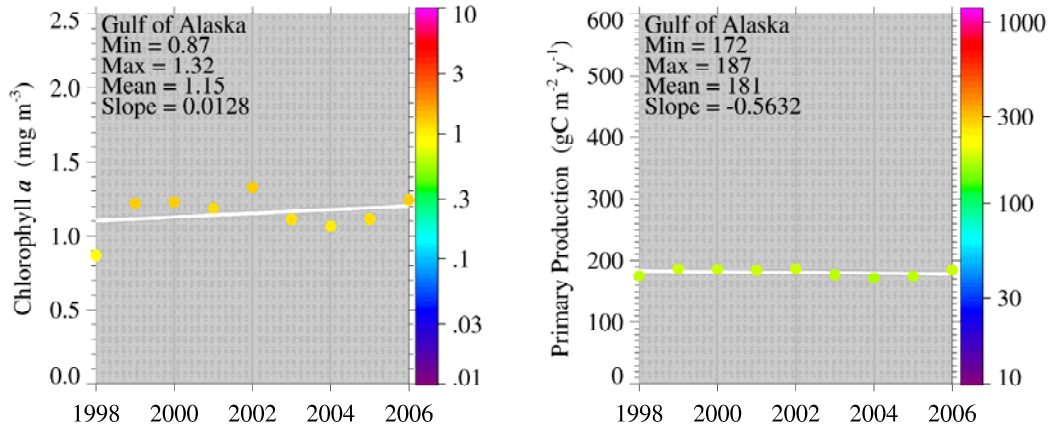 2.5
2.0
1.5
1.0
0.5
0.0
Chlorophyll a (mg m-3)
Gulf of Alaska
Min = 0.87
Max = 1.32
Mean = 1.15
Slope = 0.0128
1998 2000 2002 2004 2006
10
3
1
.3
.1
.03
.01
600
500
400
300
200
100
0
Primary Production (gC m-2 y-1)
Gulf of Alaska
Min = 172
Max = 187
Mean = 181
Slope = -0.5632
1998 2000 2002 2004 2006
1000
300
100
30
10